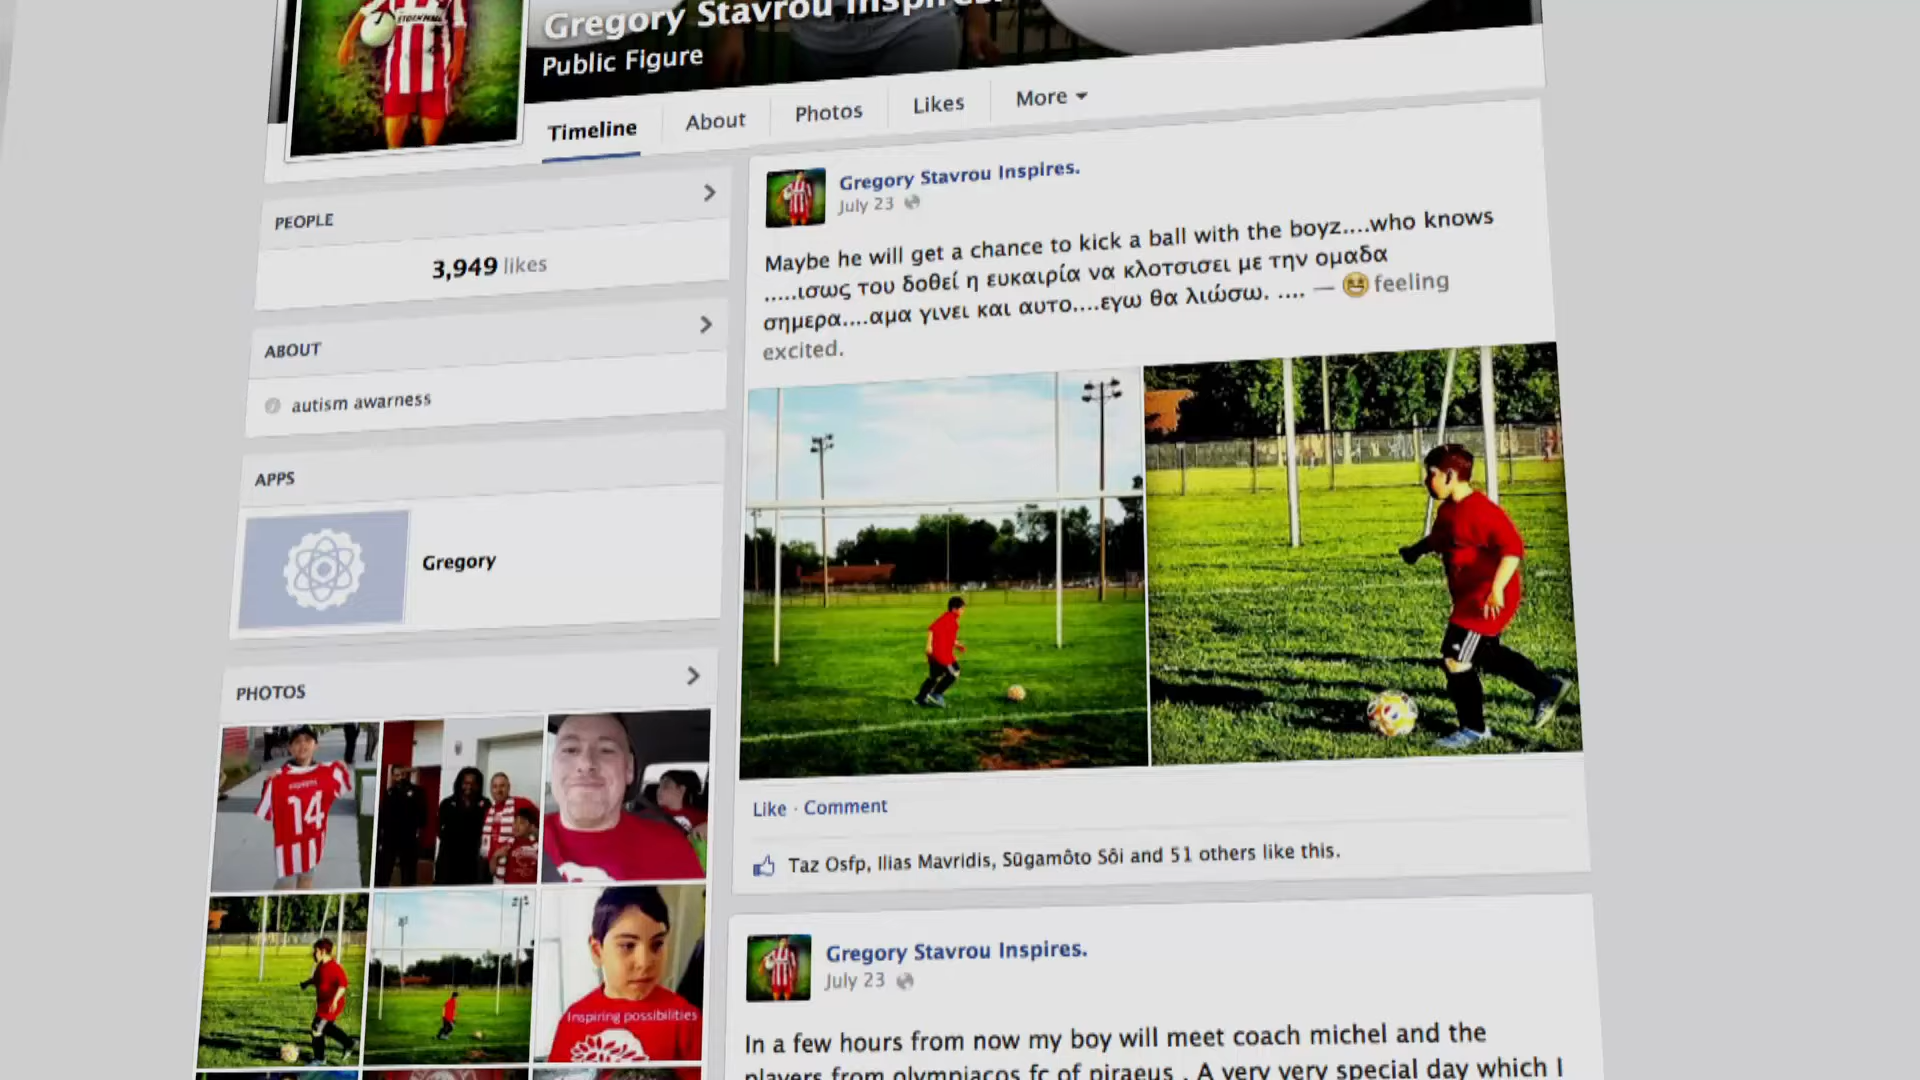 Gregory Stavrou Inspires.
Public Figure
Timeline
About
Photos
Likes
More
PEOPLE
3,949 likes
ABOUT
autism awarness
APPS
Gregory
PHOTOS
14
Inspiring possibilities
Gregory Stavrou Inspires.
July 23
Maybe he will get a chance to kick a ball with the boyz....who knows
.....ισως του δοθεί η ευκαιρία να κλοτσισει με την ομαδα
σημερα....αμα γινει και αυτο....εγω θα λιώσω. .... — feeling
excited.
Like · Comment
Taz Osfp, Ilias Mavridis, Sūgamôto Sôi and 51 others like this.
Gregory Stavrou Inspires.
July 23
In a few hours from now my boy will meet coach michel and the
players from olympiacos fc of piraeus . A very very special day which I